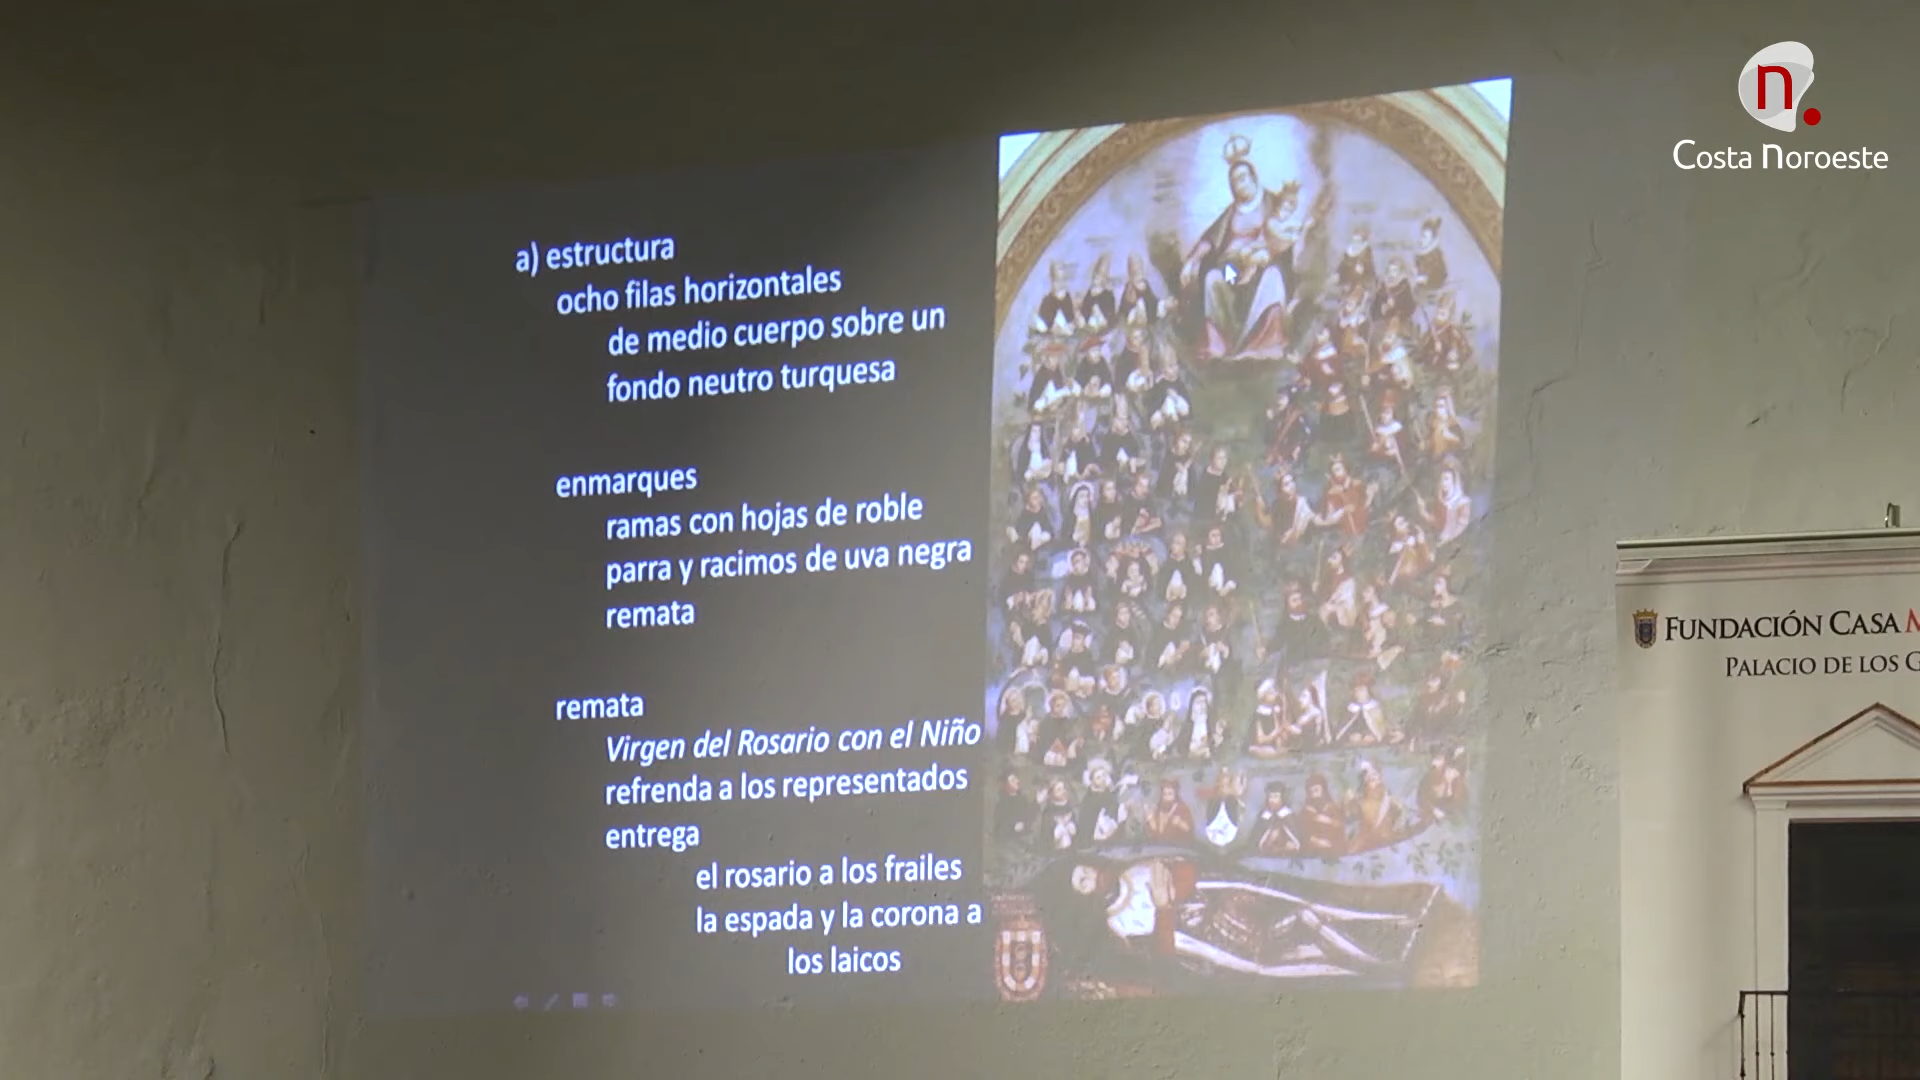 a) estructura
ocho filas horizontales
de medio cuerpo sobre un
fondo neutro turquesa
enmarques
ramas con hojas de roble
parra y racimos de uva negra
remata
remata
Virgen del Rosario con el Niño
refrenda a los representados
entrega
el rosario a los frailes
la espada y la corona a
los laicos
n.
Costa noroeste
FUNDACIÓN CASA M
PALACIO DE LOS G